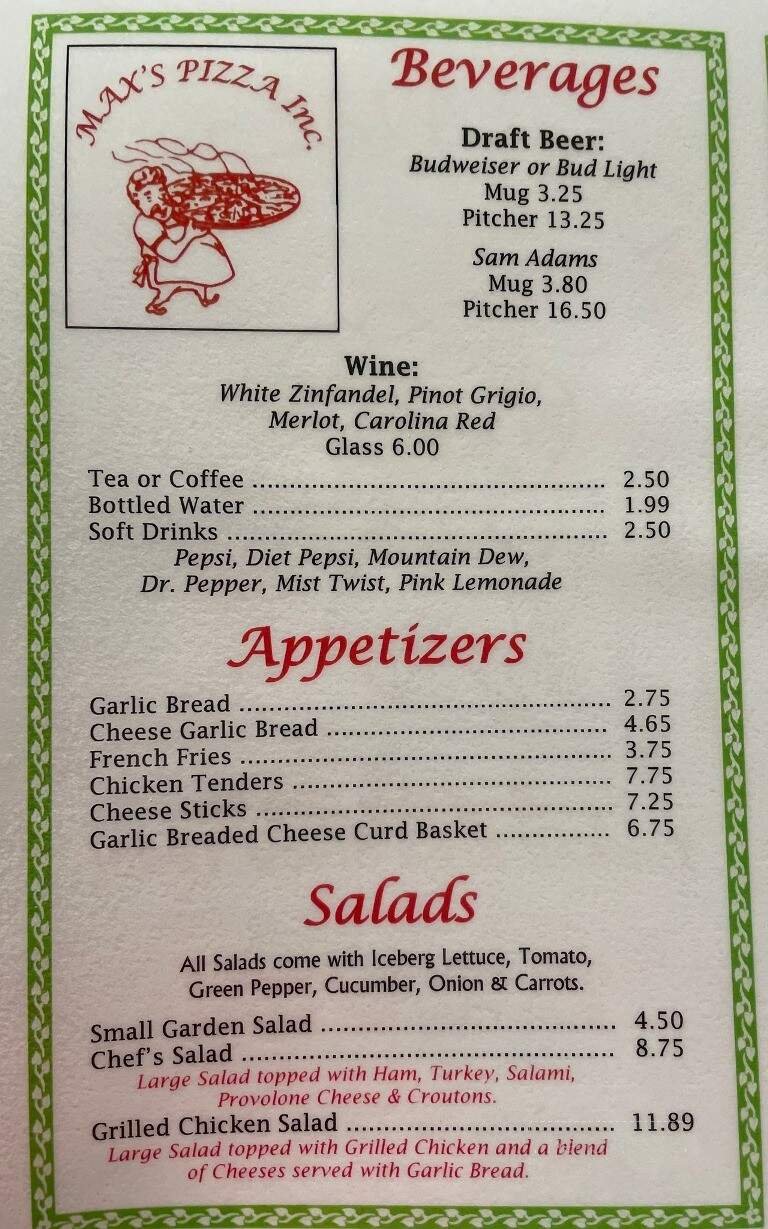 MAX'S PIZZA Inc.
Beverages
Draft Beer:
Budweiser or Bud Light
Mug 3.25
Pitcher 13.25
Sam Adams
Mug 3.80
Pitcher 16.50
Wine:
White Zinfandel, Pinot Grigio,
Merlot, Carolina Red
Glass 6.00
Tea or Coffee ................................................ 2.50
Bottled Water ................................................ 1.99
Soft Drinks ................................................... 2.50
Pepsi, Diet Pepsi, Mountain Dew,
Dr. Pepper, Mist Twist, Pink Lemonade
Appetizers
Garlic Bread .................................................. 2.75
Cheese Garlic Bread ...................................... 4.65
French Fries .................................................. 3.75
Chicken Tenders ........................................... 7.75
Cheese Sticks ................................................ 7.25
Garlic Breaded Cheese Curd Basket ............... 6.75
Salads
All Salads come with Iceberg Lettuce, Tomato,
Green Pepper, Cucumber, Onion & Carrots.
Small Garden Salad ........................................ 4.50
Chef's Salad .................................................. 8.75
Large Salad topped with Ham, Turkey, Salami,
Provolone Cheese & Croutons.
Grilled Chicken Salad .................................... 11.89
Large Salad topped with Grilled Chicken and a blend
of Cheeses served with Garlic Bread.